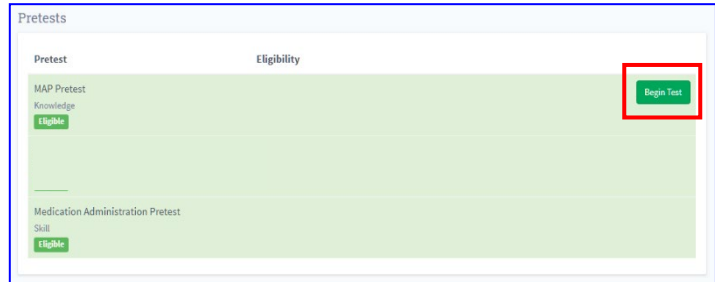 Pretests
Pretest Eligibility
MAP Pretest
Begin Test
Knowledge
Eligible
Medication Administration Pretest
Skill
Eligible